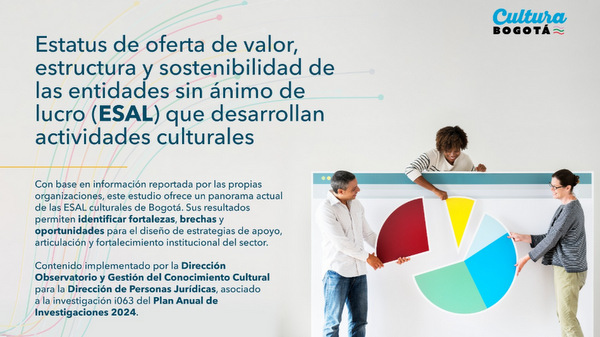 Cultura
BOGOTÁ
Estatus de oferta de valor,
estructura y sostenibilidad de
las entidades sin ánimo de
lucro (ESAL) que desarrollan
actividades culturales
Con base en información reportada por las propias
organizaciones, este estudio ofrece un panorama actual
de las ESAL culturales de Bogotá. Sus resultados
permiten identificar fortalezas, brechas y
oportunidades para el diseño de estrategias de apoyo,
articulación y fortalecimiento institucional del sector.
Contenido implementado por la Dirección
Observatorio y Gestión del Conocimiento Cultural
para la Dirección de Personas Jurídicas, asociado
a la investigación i063 del Plan Anual de
Investigaciones 2024.